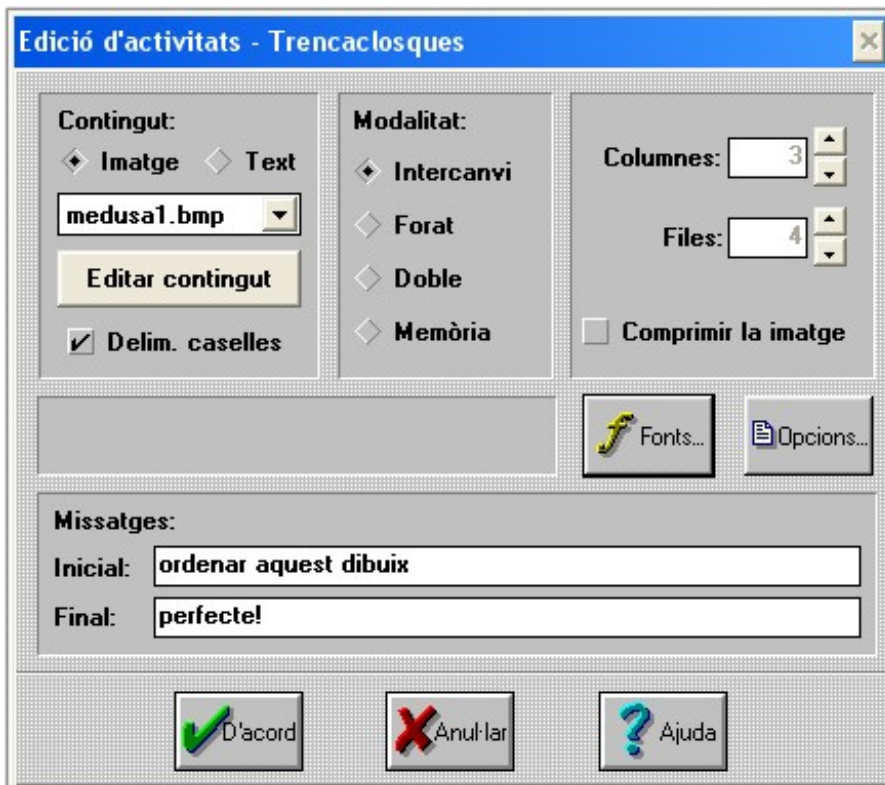 Edició d'activitats - Trencaclosques
Contingut:
Imatge Text
medusa1.bmp
Editar contingut
Delim. caselles
Modalitat:
Intercanvi
Forat
Doble
Memòria
Columnes: 3
Files: 4
Comprimir la imatge
Fonts...
Opcions...
Missatges:
Inicial: ordenar aquest dibuix
Final: perfecte!
D'acord
Anul·lar
Ajuda